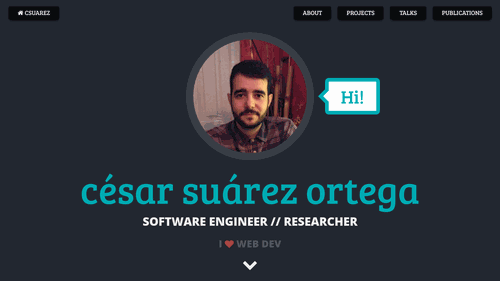 CSUAREZ
ABOUT
PROJECTS
TALKS
PUBLICATIONS
Hi!
césar suárez ortega
SOFTWARE ENGINEER // RESEARCHER
I ❤ WEB DEV